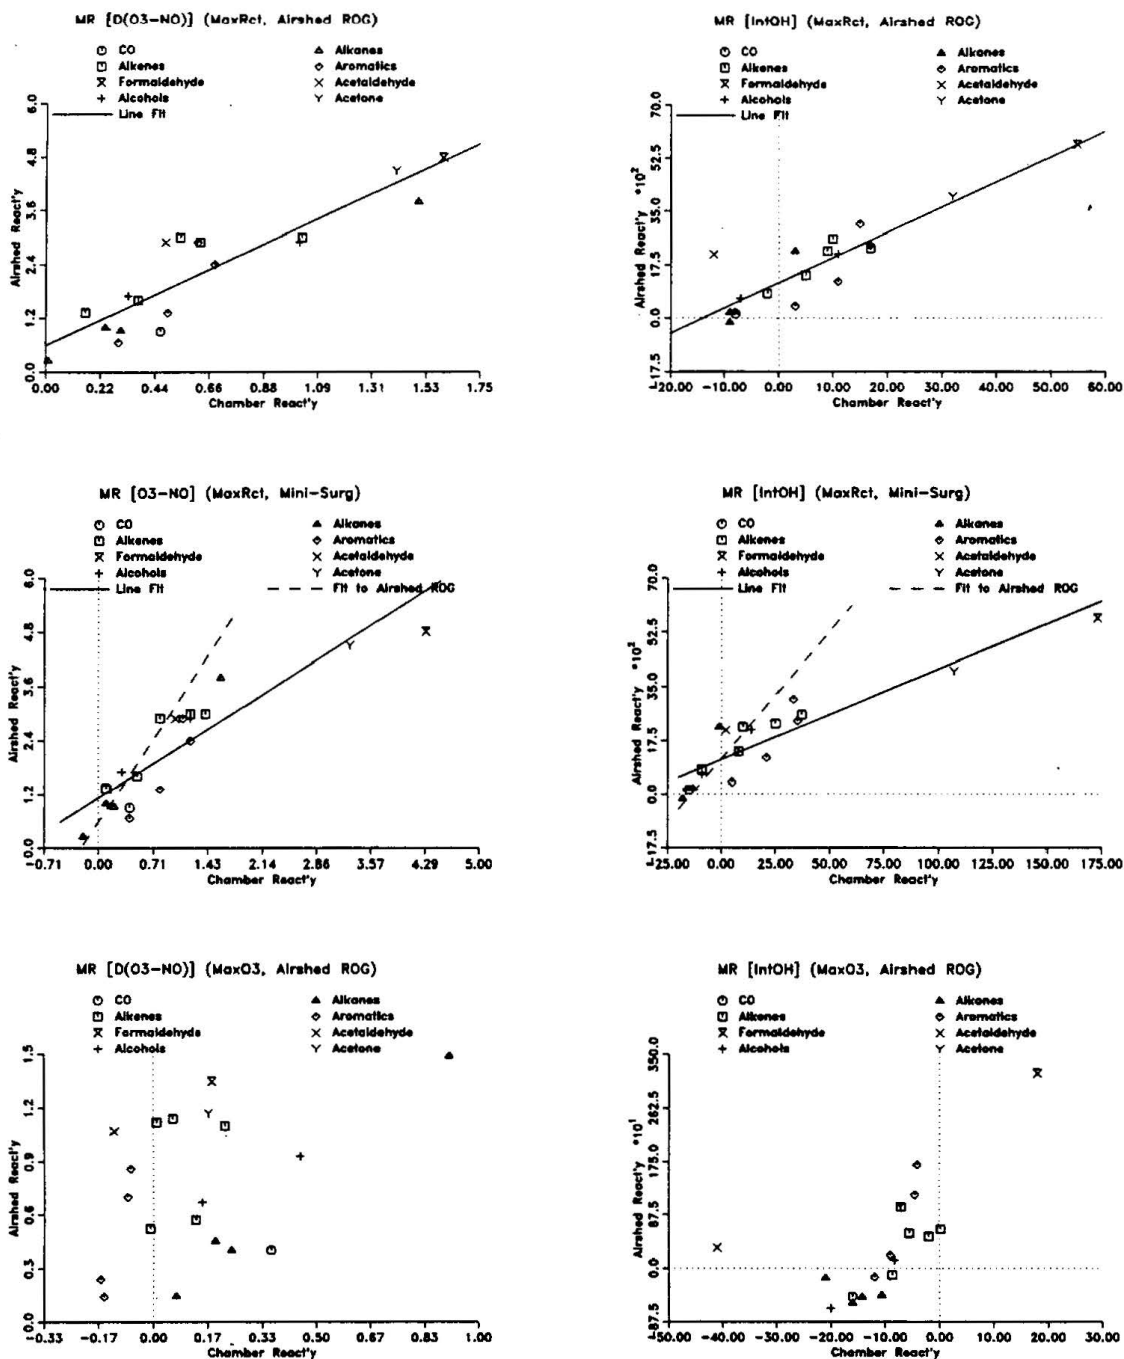 MR [D(O3-NO)] (MaxRct, Airshed ROG)
CO
Alkenes
Formaldehyde
Alcohols
Line Fit
Alkanes
Aromatics
Acetaldehyde
Acetone
6.0
4.8
3.6
2.4
1.2
0.0
Airshed React'y
0.00 0.22 0.44 0.66 0.88 1.09 1.31 1.53 1.75
Chamber React'y
MR [IntOH] (MaxRct, Airshed ROG)
CO
Alkenes
Formaldehyde
Alcohols
Line Fit
Alkanes
Aromatics
Acetaldehyde
Acetone
70.0
52.5
35.0
17.5
0.0
-17.5
Airshed React'y *10²
-20.00 -10.00 0.00 10.00 20.00 30.00 40.00 50.00 60.00
Chamber React'y
MR [O3-NO] (MaxRct, Mini-Surg)
CO
Alkenes
Formaldehyde
Alcohols
Line Fit
Alkanes
Aromatics
Acetaldehyde
Acetone
Fit to Airshed ROG
6.0
4.8
3.6
2.4
1.2
-0.0
Airshed React'y
-0.71 0.00 0.71 1.43 2.14 2.86 3.57 4.29 5.00
Chamber React'y
MR [IntOH] (MaxRct, Mini-Surg)
CO
Alkenes
Formaldehyde
Alcohols
Line Fit
Alkanes
Aromatics
Acetaldehyde
Acetone
Fit to Airshed ROG
70.0
52.5
35.0
17.5
0.0
-17.5
Airshed React'y *10²
-25.00 0.00 25.00 50.00 75.00 100.00 125.00 150.00 175.00
Chamber React'y
MR [D(O3-NO)] (MaxO3, Airshed ROG)
CO
Alkenes
Formaldehyde
Alcohols
Alkanes
Aromatics
Acetaldehyde
Acetone
1.5
1.2
0.9
0.6
0.3
-0.0
Airshed React'y
-0.33 -0.17 0.00 0.17 0.33 0.50 0.67 0.83 1.00
Chamber React'y
MR [IntOH] (MaxO3, Airshed ROG)
CO
Alkenes
Formaldehyde
Alcohols
Alkanes
Aromatics
Acetaldehyde
Acetone
350.0
262.5
175.0
87.5
0.0
-87.5
Airshed React'y *10¹
-50.00 -40.00 -30.00 -20.00 -10.00 0.00 10.00 20.00 30.00
Chamber React'y